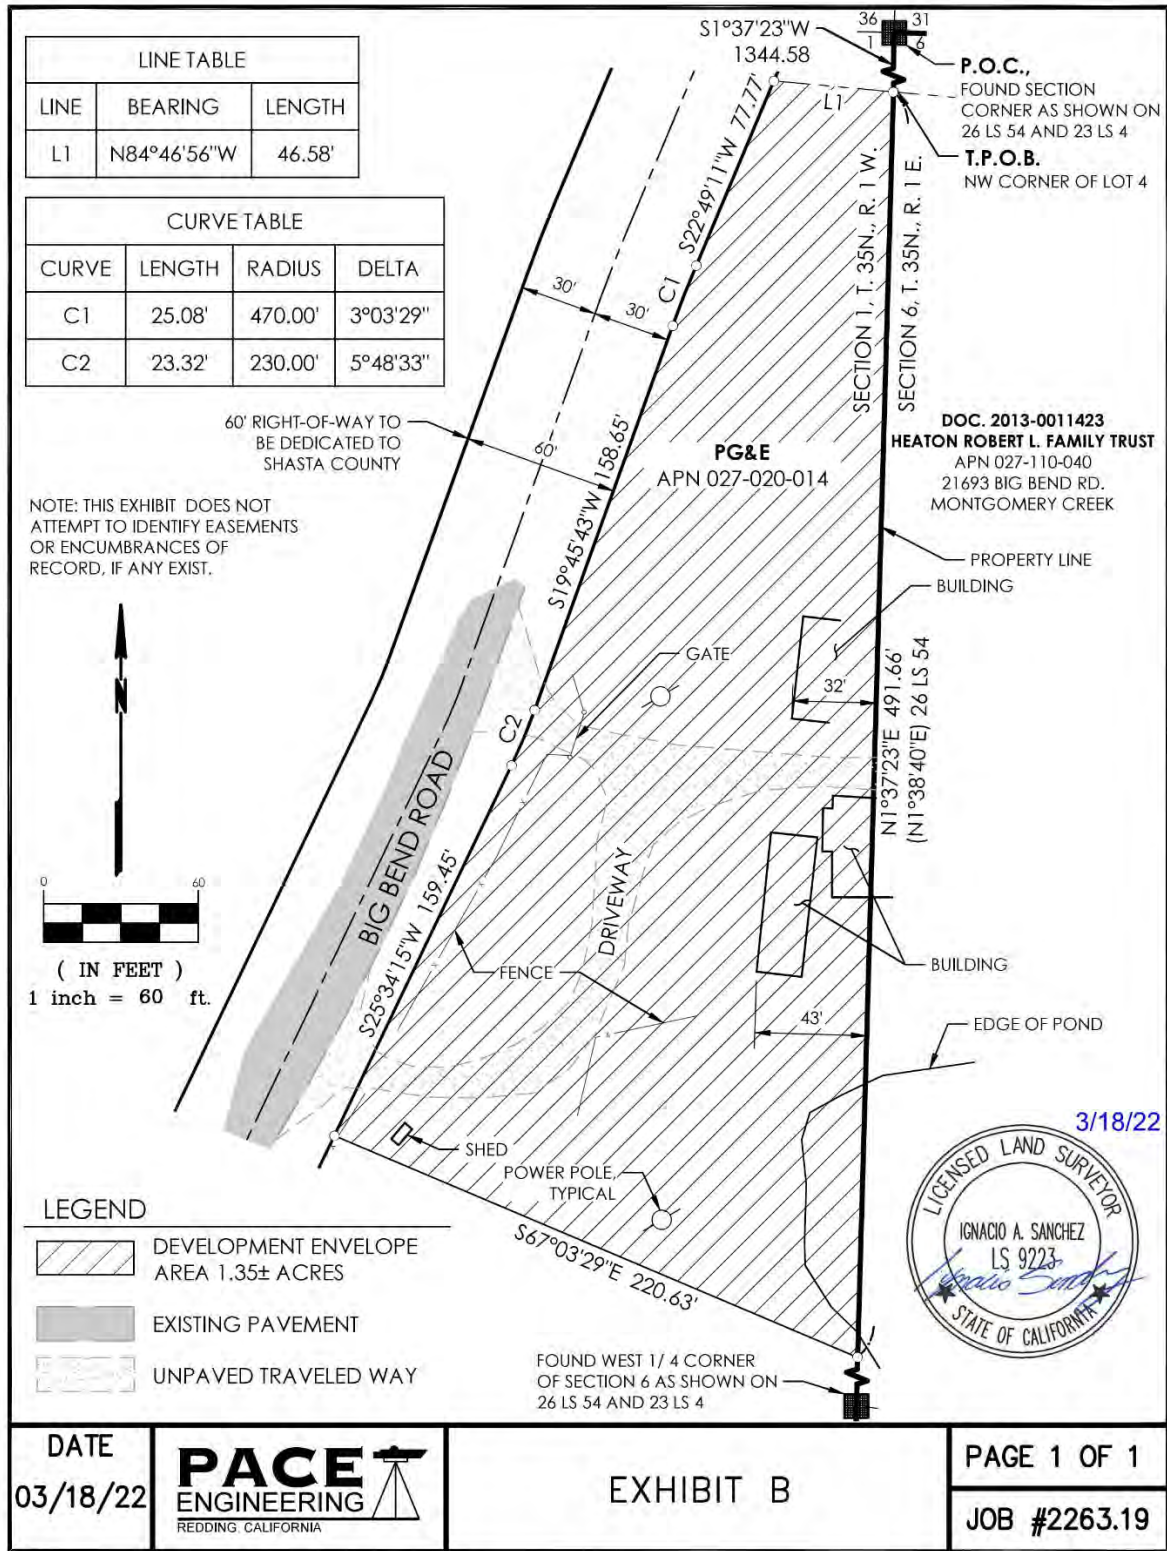 LINE TABLE
LINE BEARING LENGTH
L1 N84°46'56"W 46.58'
CURVE TABLE
CURVE LENGTH RADIUS DELTA
C1 25.08' 470.00' 3°03'29"
C2 23.32' 230.00' 5°48'33"
S1°37'23"W
1344.58
36 31
1 6
P.O.C.,
FOUND SECTION
CORNER AS SHOWN ON
26 LS 54 AND 23 LS 4
T.P.O.B.
NW CORNER OF LOT 4
L1
S22°49'11"W 77.77'
C1
30'
30'
SECTION 1, T. 35N., R. 1 W.
SECTION 6, T. 35N., R. 1 E.
60' RIGHT-OF-WAY TO
BE DEDICATED TO
SHASTA COUNTY
60'
S19°45'43"W 158.65'
PG&E
APN 027-020-014
DOC. 2013-0011423
HEATON ROBERT L. FAMILY TRUST
APN 027-110-040
21693 BIG BEND RD.
MONTGOMERY CREEK
NOTE: THIS EXHIBIT DOES NOT
ATTEMPT TO IDENTIFY EASEMENTS
OR ENCUMBRANCES OF
RECORD, IF ANY EXIST.
PROPERTY LINE
BUILDING
GATE
32'
N1°37'23"E 491.66'
(N1°38'40"E) 26 LS 54
N
C2
BIG BEND ROAD
S25°34'15"W 159.45'
DRIVEWAY
0 60
( IN FEET )
1 inch = 60 ft.
FENCE
BUILDING
43'
EDGE OF POND
SHED
POWER POLE,
TYPICAL
S67°03'29"E 220.63'
3/18/22
LICENSED LAND SURVEYOR
IGNACIO A. SANCHEZ
LS 9223
STATE OF CALIFORNIA
LEGEND
DEVELOPMENT ENVELOPE
AREA 1.35± ACRES
EXISTING PAVEMENT
UNPAVED TRAVELED WAY
FOUND WEST 1/4 CORNER
OF SECTION 6 AS SHOWN ON
26 LS 54 AND 23 LS 4
DATE
03/18/22
PACE
ENGINEERING
REDDING, CALIFORNIA
EXHIBIT B
PAGE 1 OF 1
JOB #2263.19